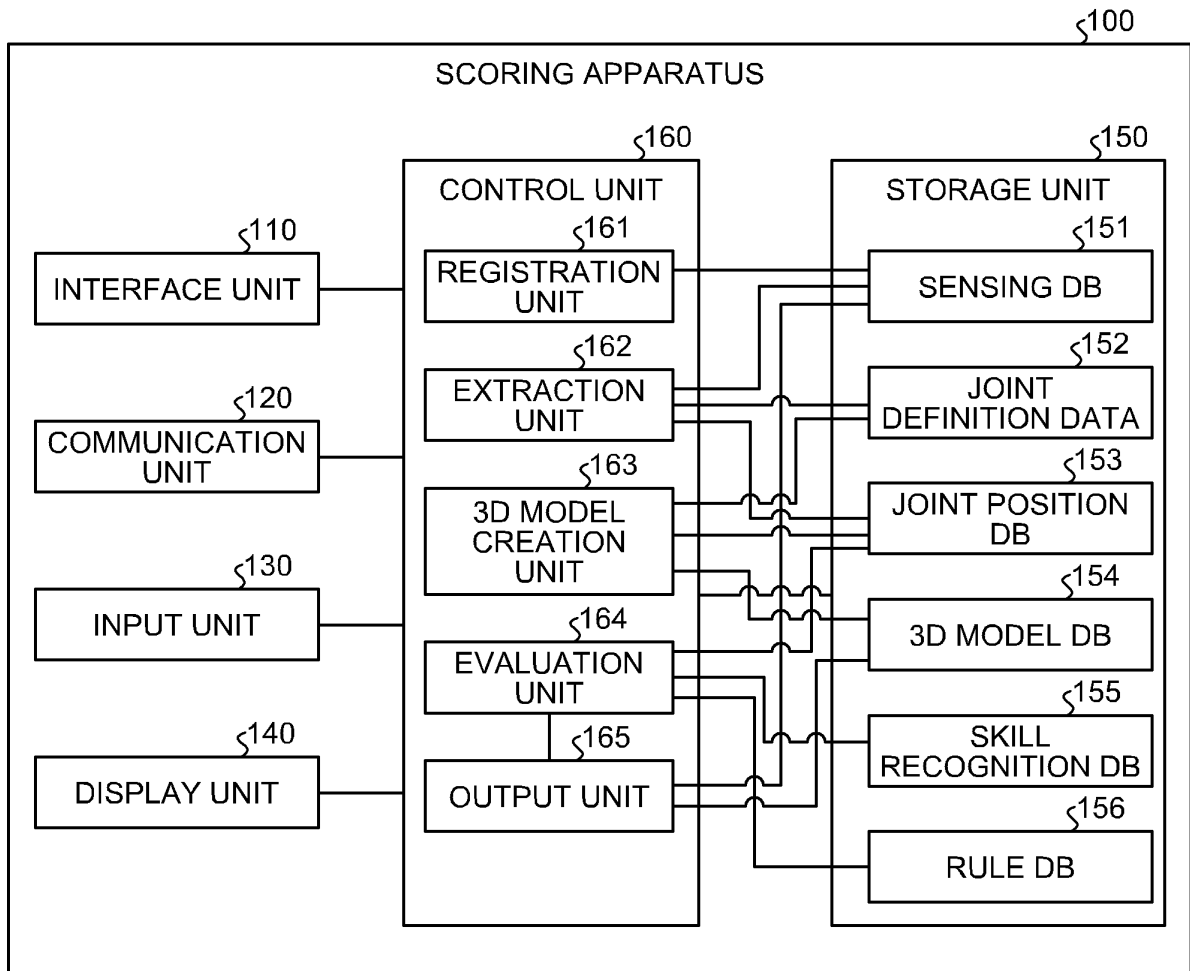 100
SCORING APPARATUS
110
INTERFACE UNIT
120
COMMUNICATION
UNIT
130
INPUT UNIT
140
DISPLAY UNIT
160
CONTROL UNIT
161
REGISTRATION
UNIT
162
EXTRACTION
UNIT
163
3D MODEL
CREATION
UNIT
164
EVALUATION
UNIT
165
OUTPUT UNIT
150
STORAGE UNIT
151
SENSING DB
152
JOINT
DEFINITION DATA
153
JOINT POSITION
DB
154
3D MODEL DB
155
SKILL
RECOGNITION DB
156
RULE DB